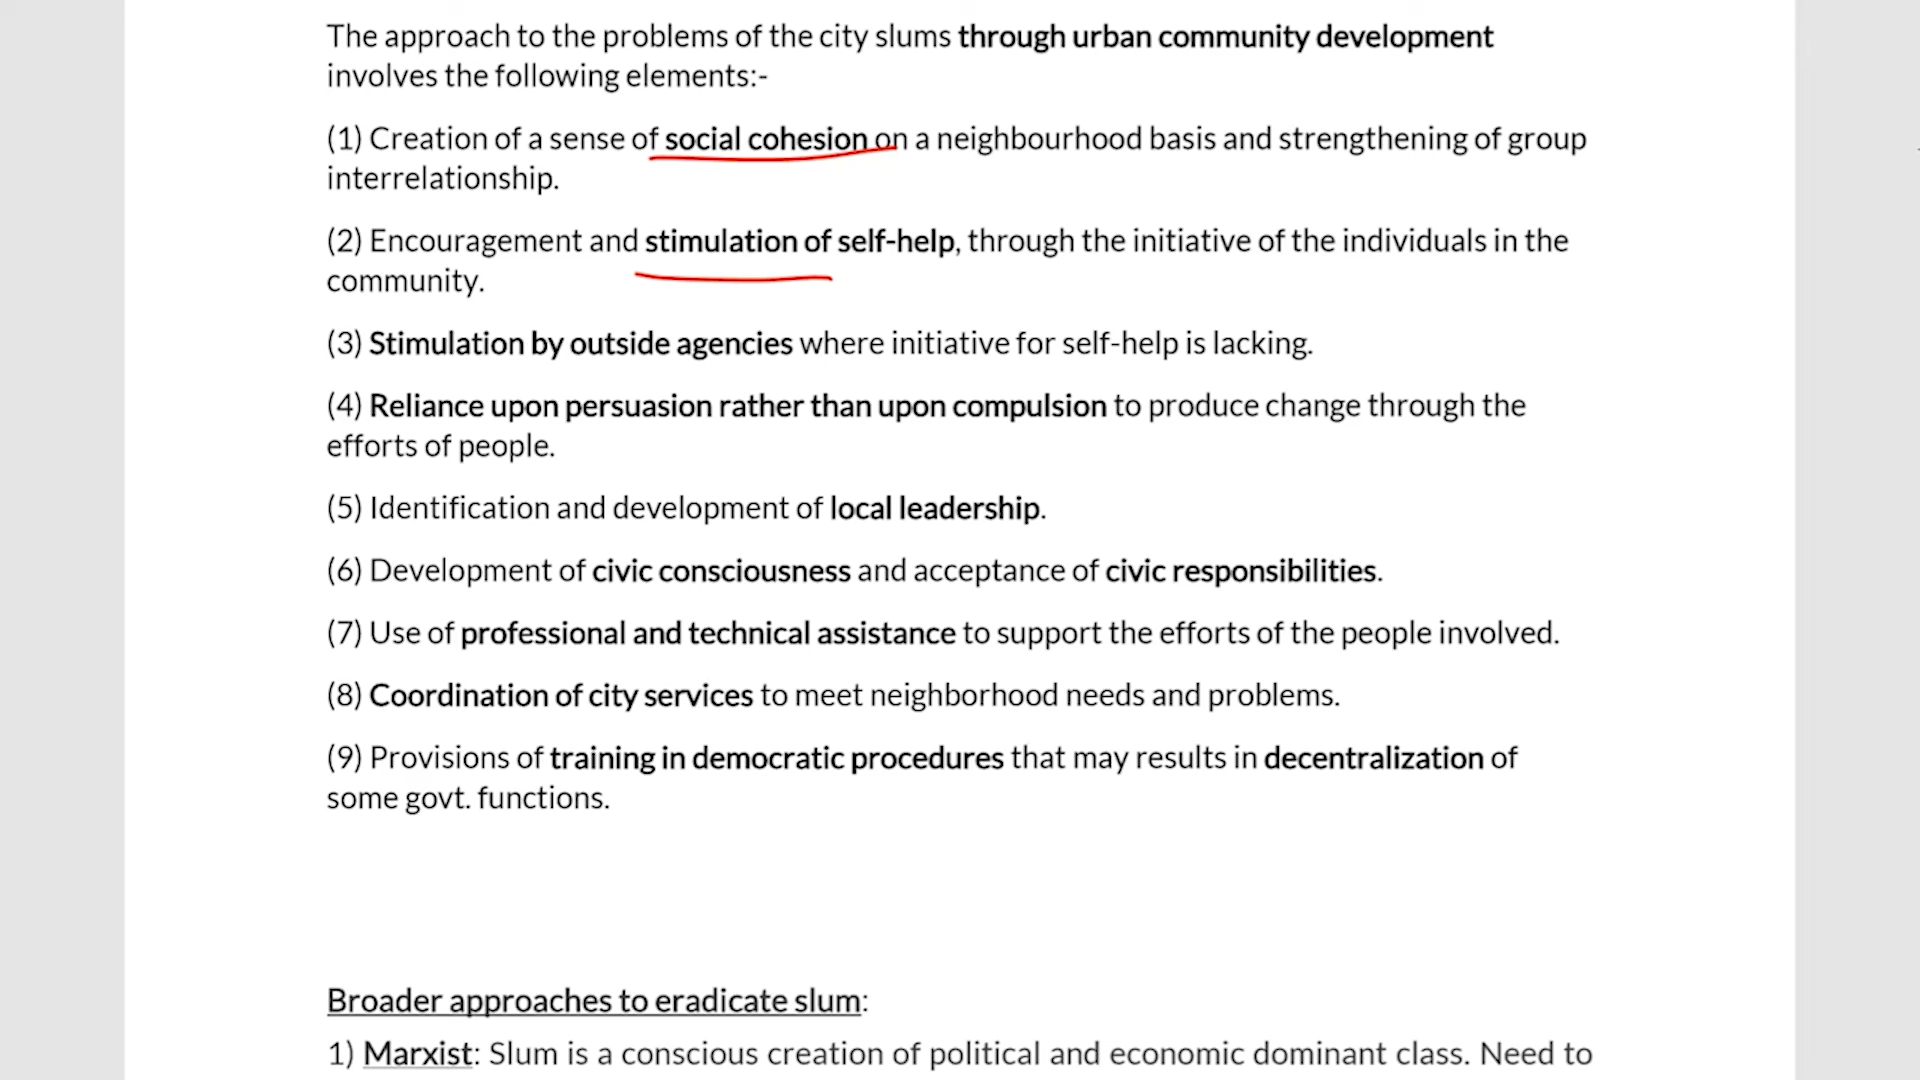 The approach to the problems of the city slums through urban community development
involves the following elements:-
(1) Creation of a sense of social cohesion on a neighbourhood basis and strengthening of group
interrelationship.
(2) Encouragement and stimulation of self-help, through the initiative of the individuals in the
community.
(3) Stimulation by outside agencies where initiative for self-help is lacking.
(4) Reliance upon persuasion rather than upon compulsion to produce change through the
efforts of people.
(5) Identification and development of local leadership.
(6) Development of civic consciousness and acceptance of civic responsibilities.
(7) Use of professional and technical assistance to support the efforts of the people involved.
(8) Coordination of city services to meet neighborhood needs and problems.
(9) Provisions of training in democratic procedures that may results in decentralization of
some govt. functions.
Broader approaches to eradicate slum:
1) Marxist: Slum is a conscious creation of political and economic dominant class. Need to